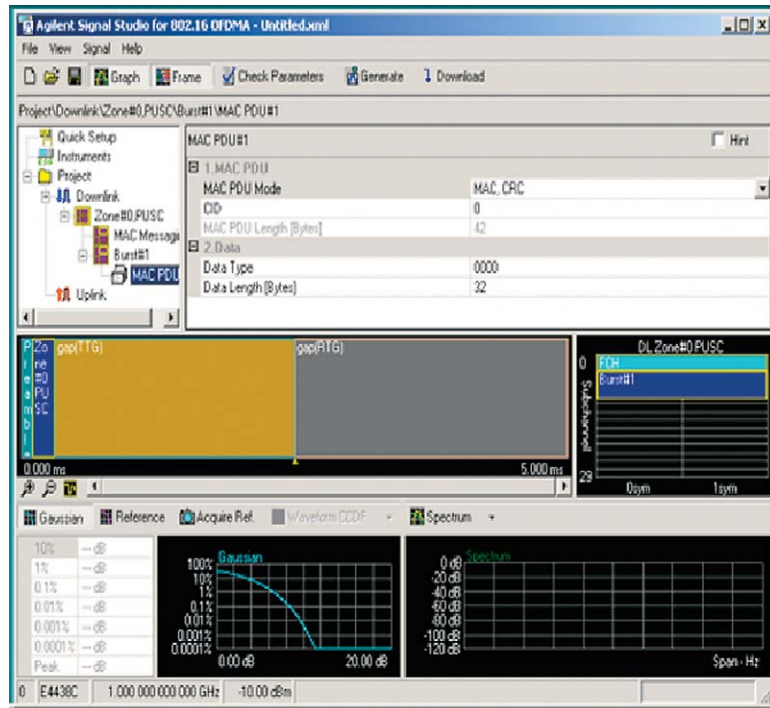 Agilent Signal Studio for 802.16 OFDMA - Untitled.xml
File View Signal Help
Graph Frame Check Parameters Generate Download
Project\Downlink\Zone#0,PUSC\Burst#1\MAC PDU#1
Quick Setup
Instruments
Project
Downlink
Zone#0,PUSC
MAC Messagi
Burst#1
MAC PDU
Uplink
MAC PDU#1 Hint
1.MAC PDU
MAC PDU Mode MAC, CRC
CID 0
MAC PDU Length [Bytes] 42
2.Data
Data Type 0000
Data Length [Bytes] 32
Preamble
Zone #0 PUSC
gap(TTG) gap(RTG)
0.000 ms 5.000 ms
DL Zone#0,PUSC
0 FCH
Burst#1
Subchannel
29
0sym 1sym
Gaussian Reference Acquire Ref. Waveform CCDF Spectrum
10% --- dB
1% --- dB
0.1% --- dB
0.01% --- dB
0.001% --- dB
0.0001% --- dB
Peak --- dB
Gaussian
100%
10%
1%
0.1%
0.01%
0.001%
0.0001%
0.00 dB 20.00 dB
Spectrum
0 dB
-20 dB
-40 dB
-60 dB
-80 dB
-100 dB
-120 dB
Span - Hz
0 E4438C 1.000 000 000 000 GHz -10.00 dBm